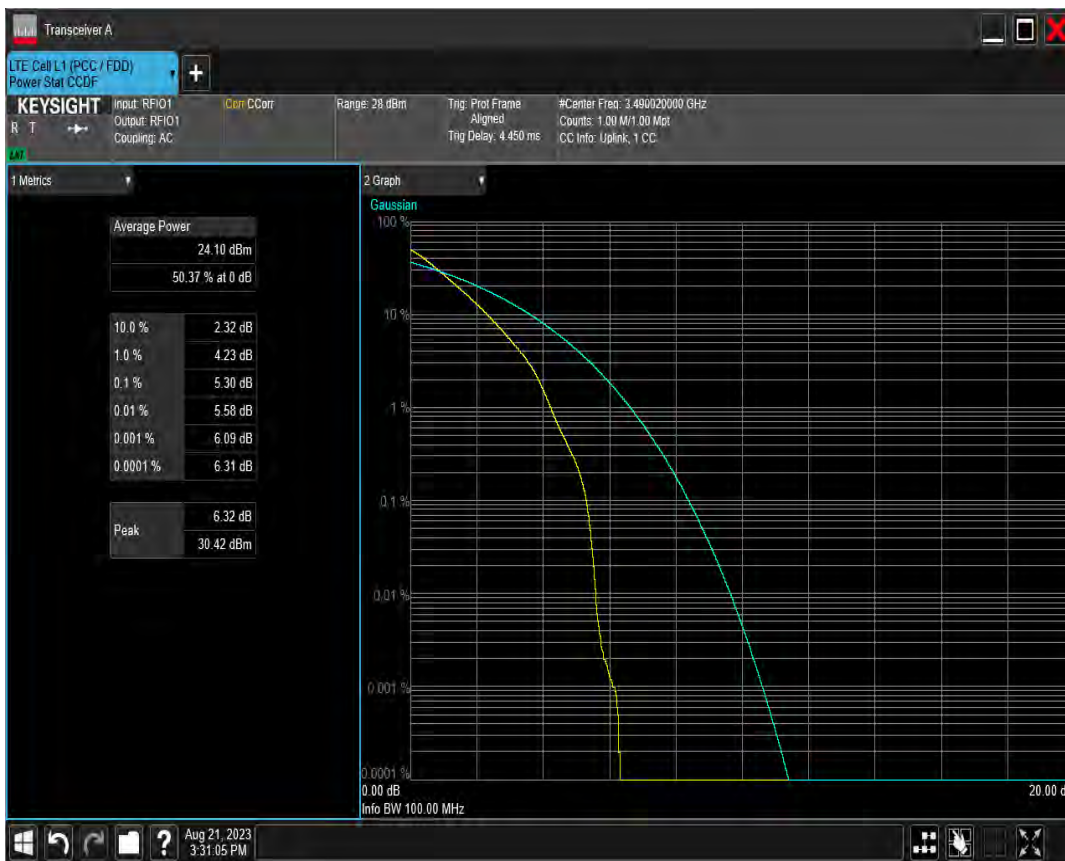 Transceiver A
LTE Cell L1 (PCC / FDD)
Power Stat CCDF
+
KEYSIGHT
R T
LXI
Input: RFIO1
Output: RFIO1
Coupling: AC
Corr CCorr
Range: 28 dBm
Trig: Prot Frame
Aligned
Trig Delay: 4.450 ms
#Center Freq: 3.490020000 GHz
Counts: 1.00 M/1.00 Mpt
CC Info: Uplink, 1 CC
1 Metrics
Average Power
24.10 dBm
50.37 % at 0 dB
10.0 % 2.32 dB
1.0 % 4.23 dB
0.1 % 5.30 dB
0.01 % 5.58 dB
0.001 % 6.09 dB
0.0001 % 6.31 dB
Peak 6.32 dB
30.42 dBm
2 Graph
Gaussian
100 %
10 %
1 %
0.1 %
0.01 %
0.001 %
0.0001 %
0.00 dB 20.00 d
Info BW 100.00 MHz
?
Aug 21, 2023
3:31:05 PM